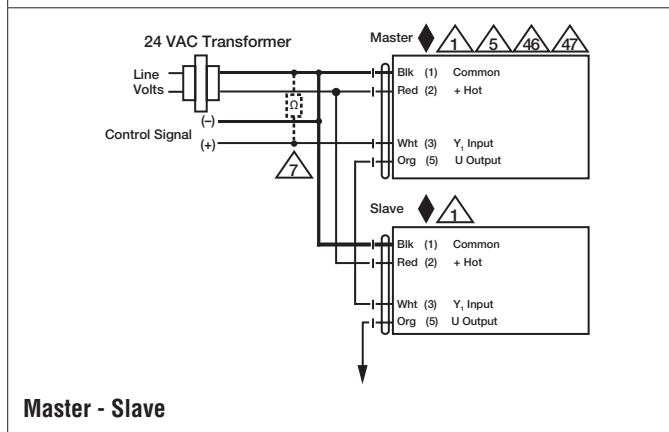 24 VAC Transformer
Line
Volts
Control Signal
(–)
(+)
Ω
7
Master
1
5
46
47
Blk (1) Common
Red (2) + Hot
Wht (3) Y₁ Input
Org (5) U Output
Slave
1
Blk (1) Common
Red (2) + Hot
Wht (3) Y₁ Input
Org (5) U Output
Master - Slave